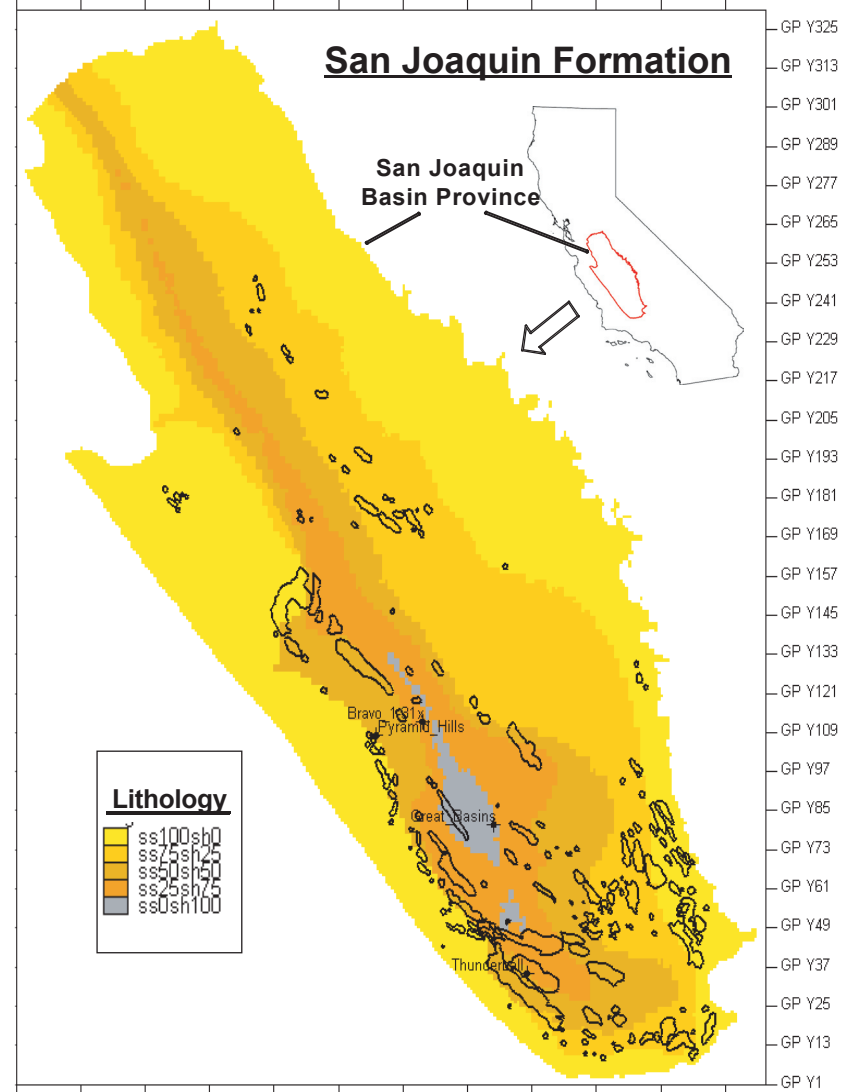 San Joaquin Formation
San Joaquin
Basin Province
GP Y325
GP Y313
GP Y301
GP Y289
GP Y277
GP Y265
GP Y253
GP Y241
GP Y229
GP Y217
GP Y205
GP Y193
GP Y181
GP Y169
GP Y157
GP Y145
GP Y133
GP Y121
GP Y109
GP Y97
GP Y85
GP Y73
GP Y61
GP Y49
GP Y37
GP Y25
GP Y13
GP Y1
Pyramid_Hills
Great_Basins
Lithology
ss100sh0
ss75sh25
ss50sh50
ss25sh75
ss0sh100